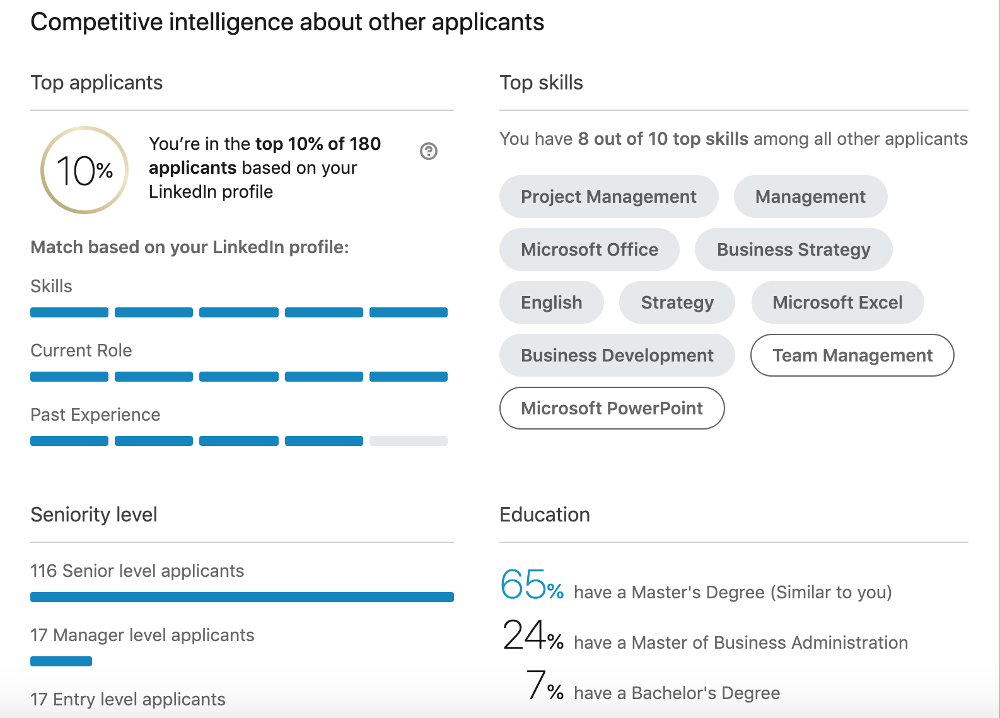 Competitive intelligence about other applicants
Top applicants
10%
You’re in the top 10% of 180
applicants based on your
LinkedIn profile
?
Match based on your LinkedIn profile:
Skills
Current Role
Past Experience
Top skills
You have 8 out of 10 top skills among all other applicants
Project Management
Management
Microsoft Office
Business Strategy
English
Strategy
Microsoft Excel
Business Development
Team Management
Microsoft PowerPoint
Seniority level
116 Senior level applicants
17 Manager level applicants
17 Entry level applicants
Education
65% have a Master's Degree (Similar to you)
24% have a Master of Business Administration
7% have a Bachelor's Degree